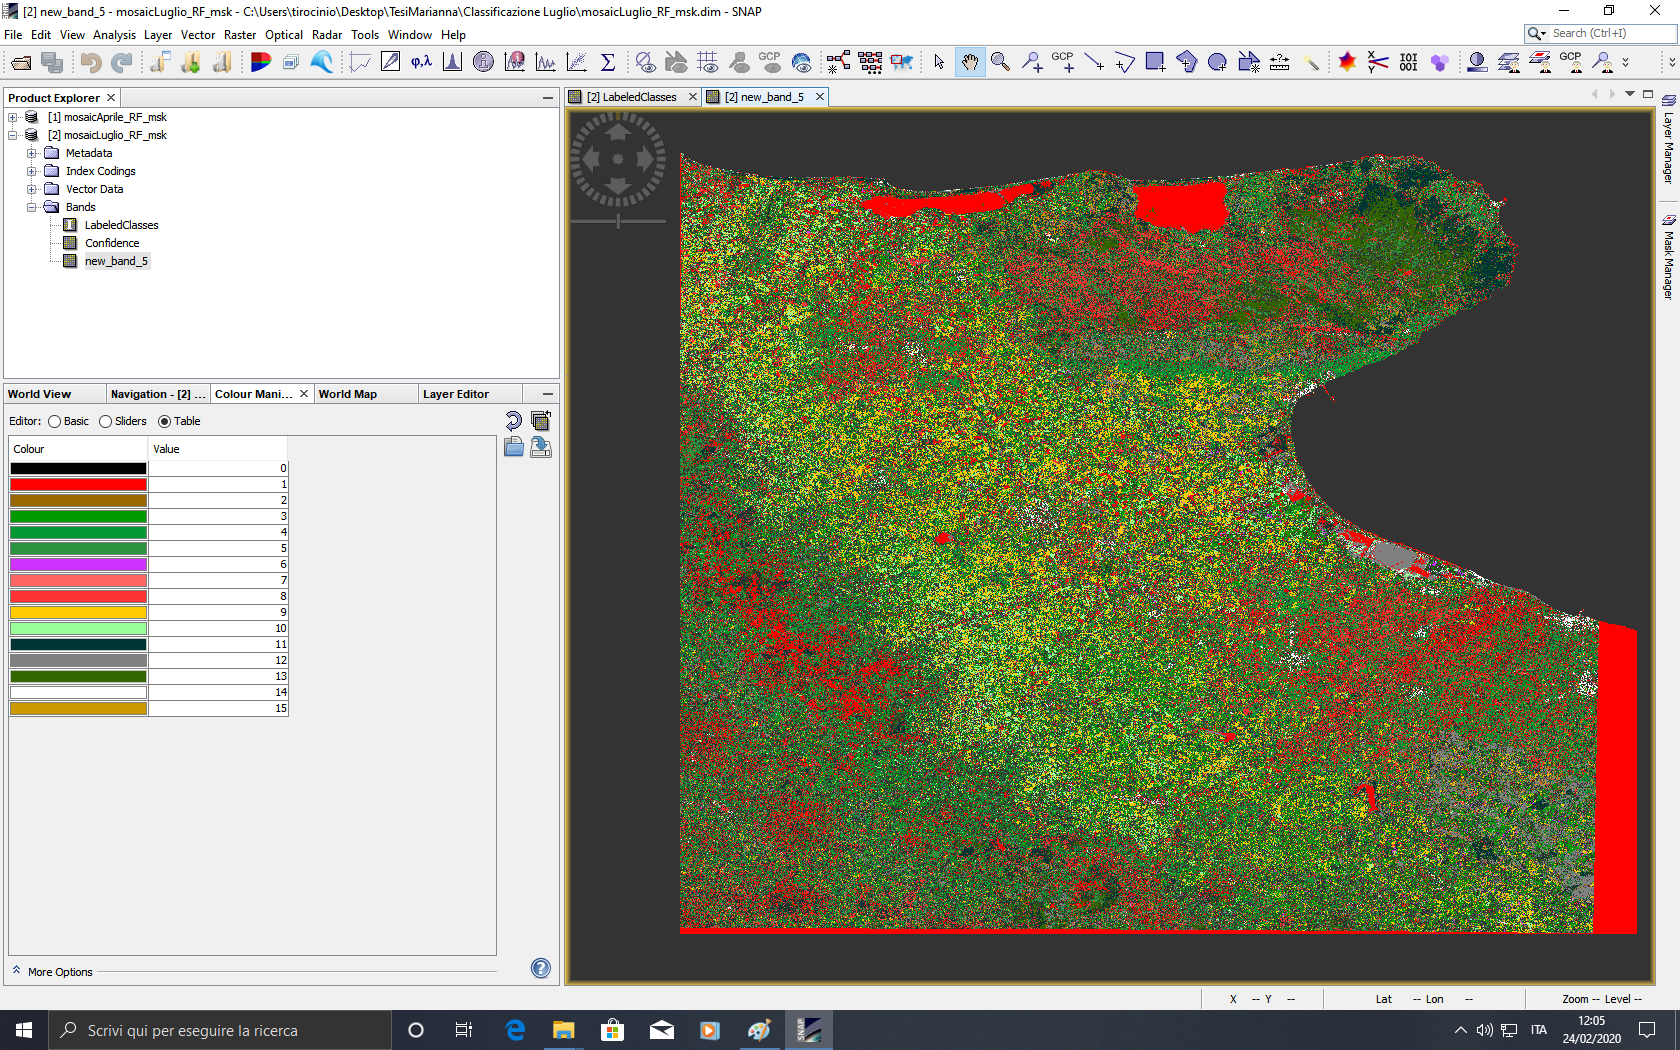 [2] new_band_5 - mosaicLuglio_RF_msk - C:\Users\tirocinio\Desktop\TesiMarianna\Classificazione Luglio\mosaicLuglio_RF_msk.dim - SNAP
File Edit View Analysis Layer Vector Raster Optical Radar Tools Window Help
Search (Ctrl+I)
φ,λ Σ GCP GCP GCP
Product Explorer
[2] LabeledClasses
[2] new_band_5
[1] mosaicAprile_RF_msk
[2] mosaicLuglio_RF_msk
Metadata
Index Codings
Vector Data
Bands
LabeledClasses
Confidence
new_band_5
Layer Manager
Mask Manager
World View
Navigation - [2] ...
Colour Mani...
World Map
Layer Editor
Editor: Basic Sliders Table
Colour Value
0
1
2
3
4
5
6
7
8
9
10
11
12
13
14
15
More Options
X -- Y -- Lat -- Lon -- Zoom -- Level --
Scrivi qui per eseguire la ricerca
SNAP
ITA
12:05
24/02/2020